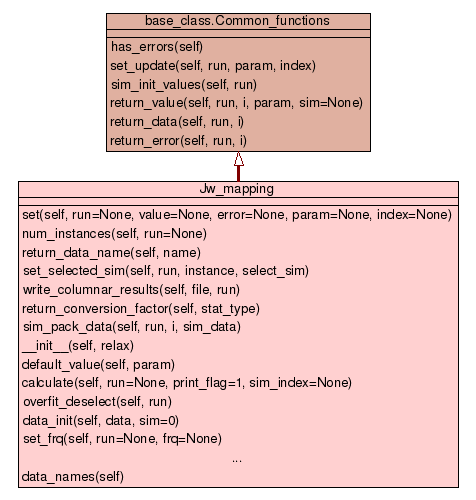 base_class.Common_functions
has_errors(self)
set_update(self, run, param, index)
sim_init_values(self, run)
return_value(self, run, i, param, sim=None)
return_data(self, run, i)
return_error(self, run, i)
Jw_mapping
set(self, run=None, value=None, error=None, param=None, index=None)
num_instances(self, run=None)
return_data_name(self, name)
set_selected_sim(self, run, instance, select_sim)
write_columnar_results(self, file, run)
return_conversion_factor(self, stat_type)
sim_pack_data(self, run, i, sim_data)
__init__(self, relax)
default_value(self, param)
calculate(self, run=None, print_flag=1, sim_index=None)
overfit_deselect(self, run)
data_init(self, data, sim=0)
set_frq(self, run=None, frq=None)
...
data_names(self)